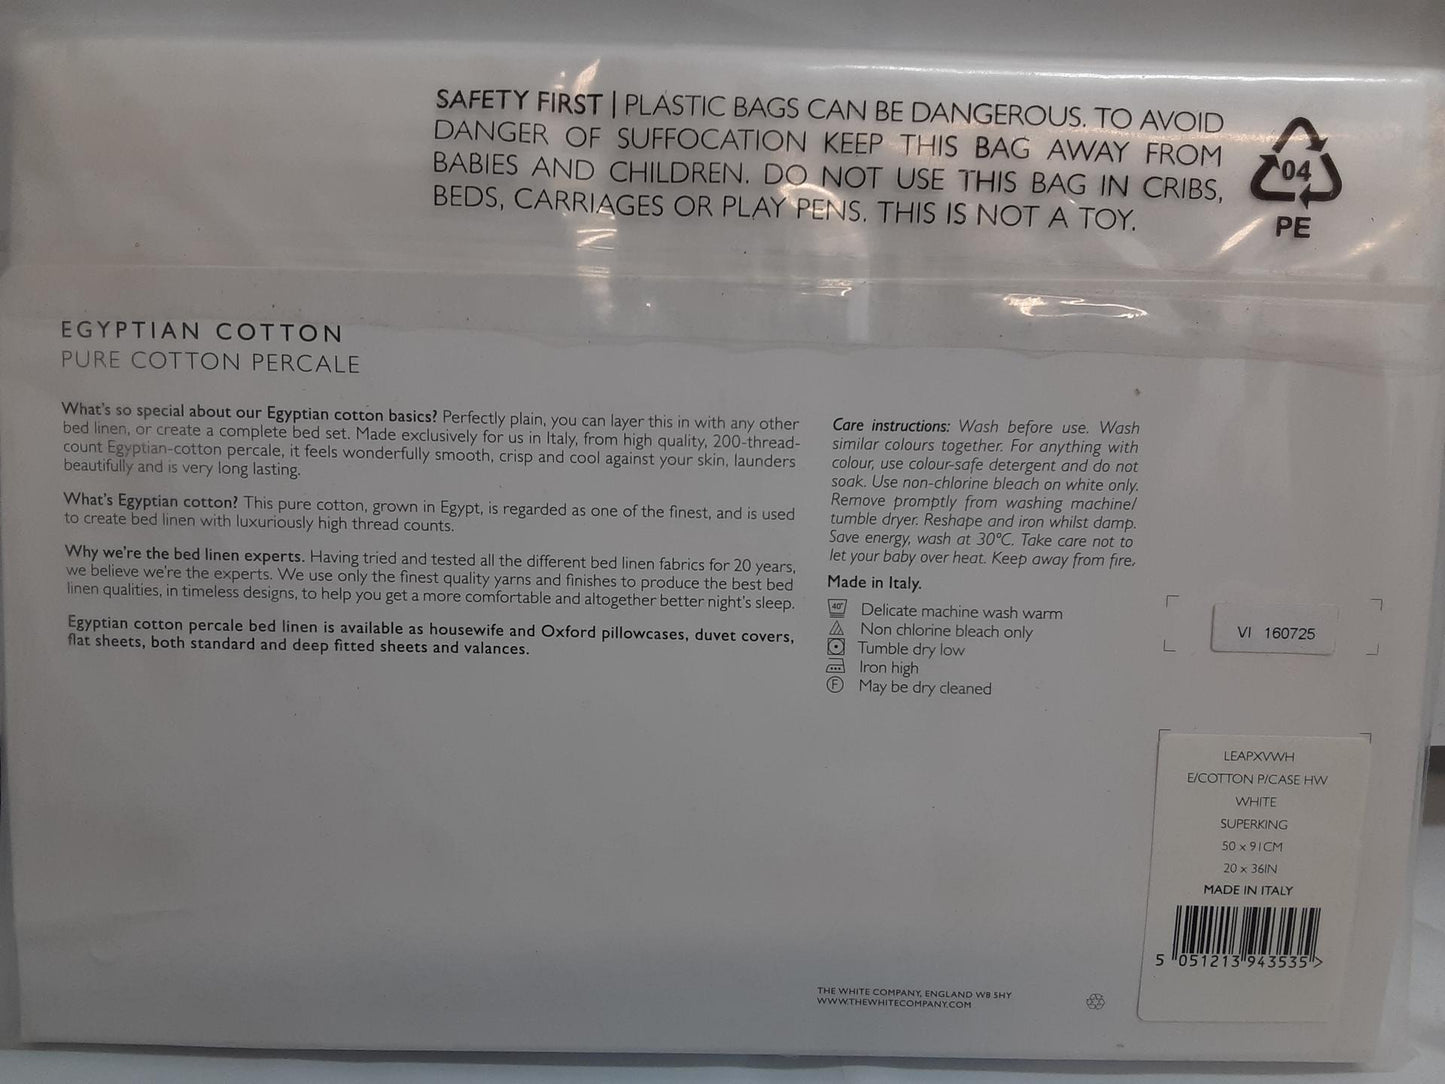 SAFETY FIRST | PLASTIC BAGS CAN BE DANGEROUS. TO AVOID
DANGER OF SUFFOCATION KEEP THIS BAG AWAY FROM
BABIES AND CHILDREN. DO NOT USE THIS BAG IN CRIBS,
BEDS, CARRIAGES OR PLAY PENS. THIS IS NOT A TOY.
04
PE
EGYPTIAN COTTON
PURE COTTON PERCALE
What's so special about our Egyptian cotton basics? Perfectly plain, you can layer this in with any other
bed linen, or create a complete bed set. Made exclusively for us in Italy, from high quality, 200-thread-
count Egyptian-cotton percale, it feels wonderfully smooth, crisp and cool against your skin, launders
beautifully and is very long lasting.
What's Egyptian cotton? This pure cotton, grown in Egypt, is regarded as one of the finest, and is used
to create bed linen with luxuriously high thread counts.
Why we're the bed linen experts. Having tried and tested all the different bed linen fabrics for 20 years,
we believe we're the experts. We use only the finest quality yarns and finishes to produce the best bed
linen qualities, in timeless designs, to help you get a more comfortable and altogether better night's sleep.
Egyptian cotton percale bed linen is available as housewife and Oxford pillowcases, duvet covers,
flat sheets, both standard and deep fitted sheets and valances.
Care instructions: Wash before use. Wash
similar colours together. For anything with
colour, use colour-safe detergent and do not
soak. Use non-chlorine bleach on white only.
Remove promptly from washing machine/
tumble dryer. Reshape and iron whilst damp.
Save energy, wash at 30°C. Take care not to
let your baby over heat. Keep away from fire.
Made in Italy.
40° Delicate machine wash warm
Non chlorine bleach only
Tumble dry low
Iron high
F May be dry cleaned
VI 160725
LEAPXVWH
E/COTTON P/CASE HW
WHITE
SUPERKING
50 x 91CM
20 x 36IN
MADE IN ITALY
5 051213 943535 >
THE WHITE COMPANY, ENGLAND W8 5HY
WWW.THEWHITECOMPANY.COM